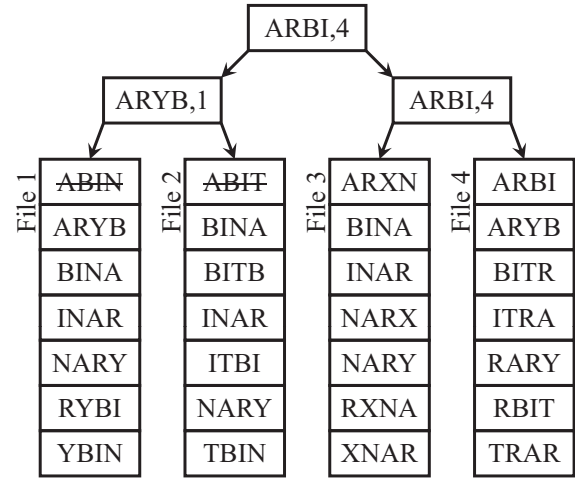 ARBI,4
ARYB,1
ARBI,4
File 1
ABIN
ARYB
BINA
INAR
NARY
RYBI
YBIN
File 2
ABIT
BINA
BITB
INAR
ITBI
NARY
TBIN
File 3
ARXN
BINA
INAR
NARX
NARY
RXNA
XNAR
File 4
ARBI
ARYB
BITR
ITRA
RARY
RBIT
TRAR